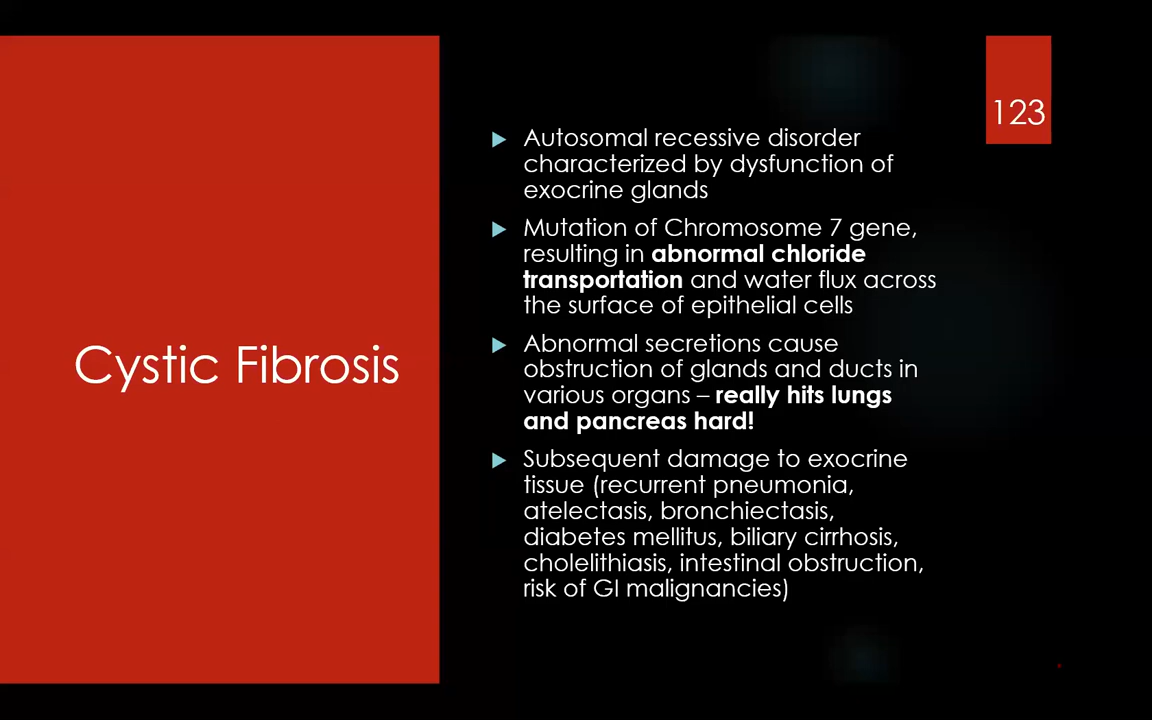 Cystic Fibrosis
123
Autosomal recessive disorder
characterized by dysfunction of
exocrine glands
Mutation of Chromosome 7 gene,
resulting in abnormal chloride
transportation and water flux across
the surface of epithelial cells
Abnormal secretions cause
obstruction of glands and ducts in
various organs – really hits lungs
and pancreas hard!
Subsequent damage to exocrine
tissue (recurrent pneumonia,
atelectasis, bronchiectasis,
diabetes mellitus, biliary cirrhosis,
cholelithiasis, intestinal obstruction,
risk of GI malignancies)